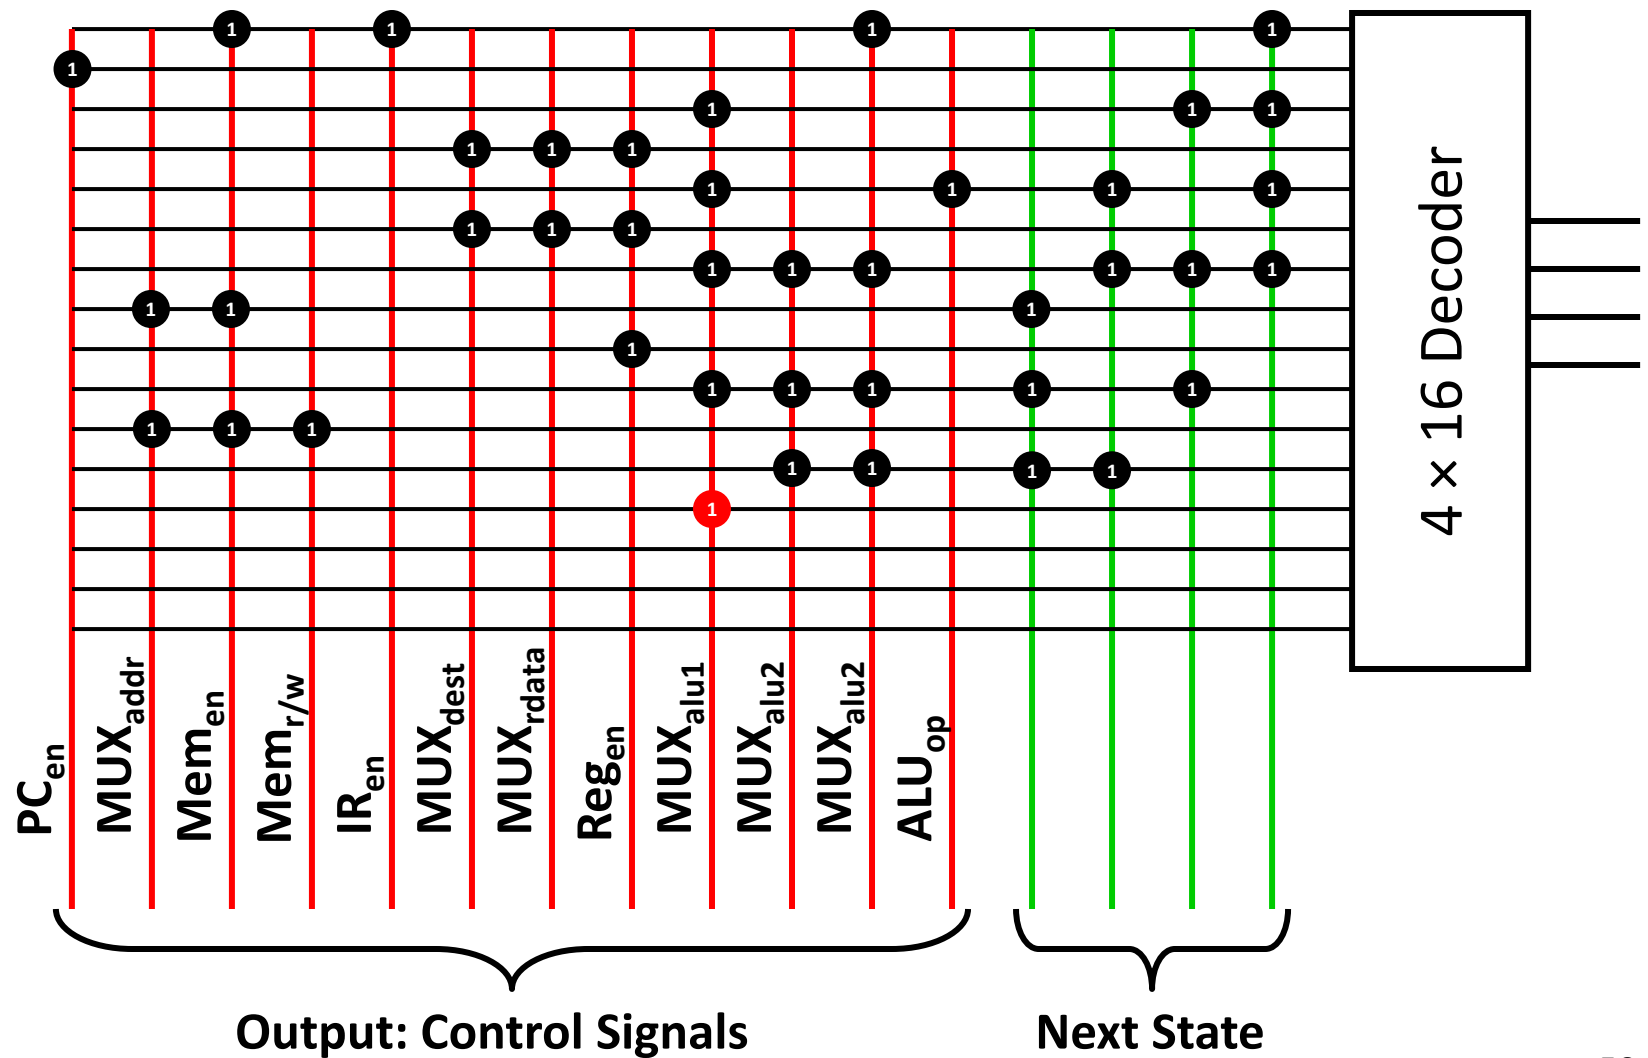 1 1 1 1
1
1 1 1
1 1 1
1 1 1 1
1 1 1
1 1 1 1 1 1
1 1 1
1
1 1 1 1 1
1 1 1
1 1 1 1
1
4 × 16 Decoder
PCen
MUXaddr
Memen
Memr/w
IRen
MUXdest
MUXrdata
Regen
MUXalu1
MUXalu2
MUXalu2
ALUop
Output: Control Signals
Next State